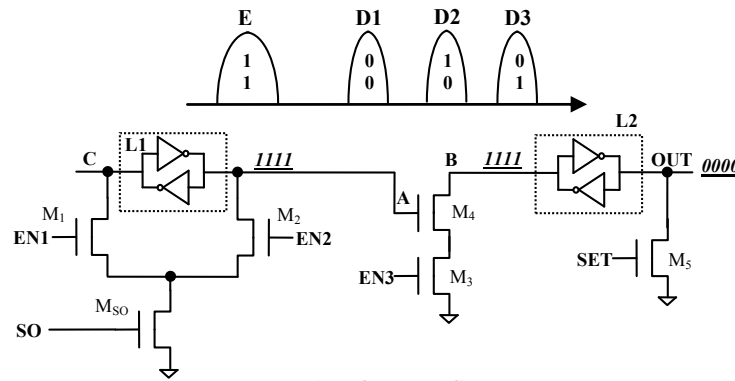 E D1 D2 D3
1 0 1 0
1 0 0 1
L1 L2
C 1111 B 1111 OUT 0000
A
M1 M2 M4
EN1 EN2
EN3 M3 SET M5
MSO
SO